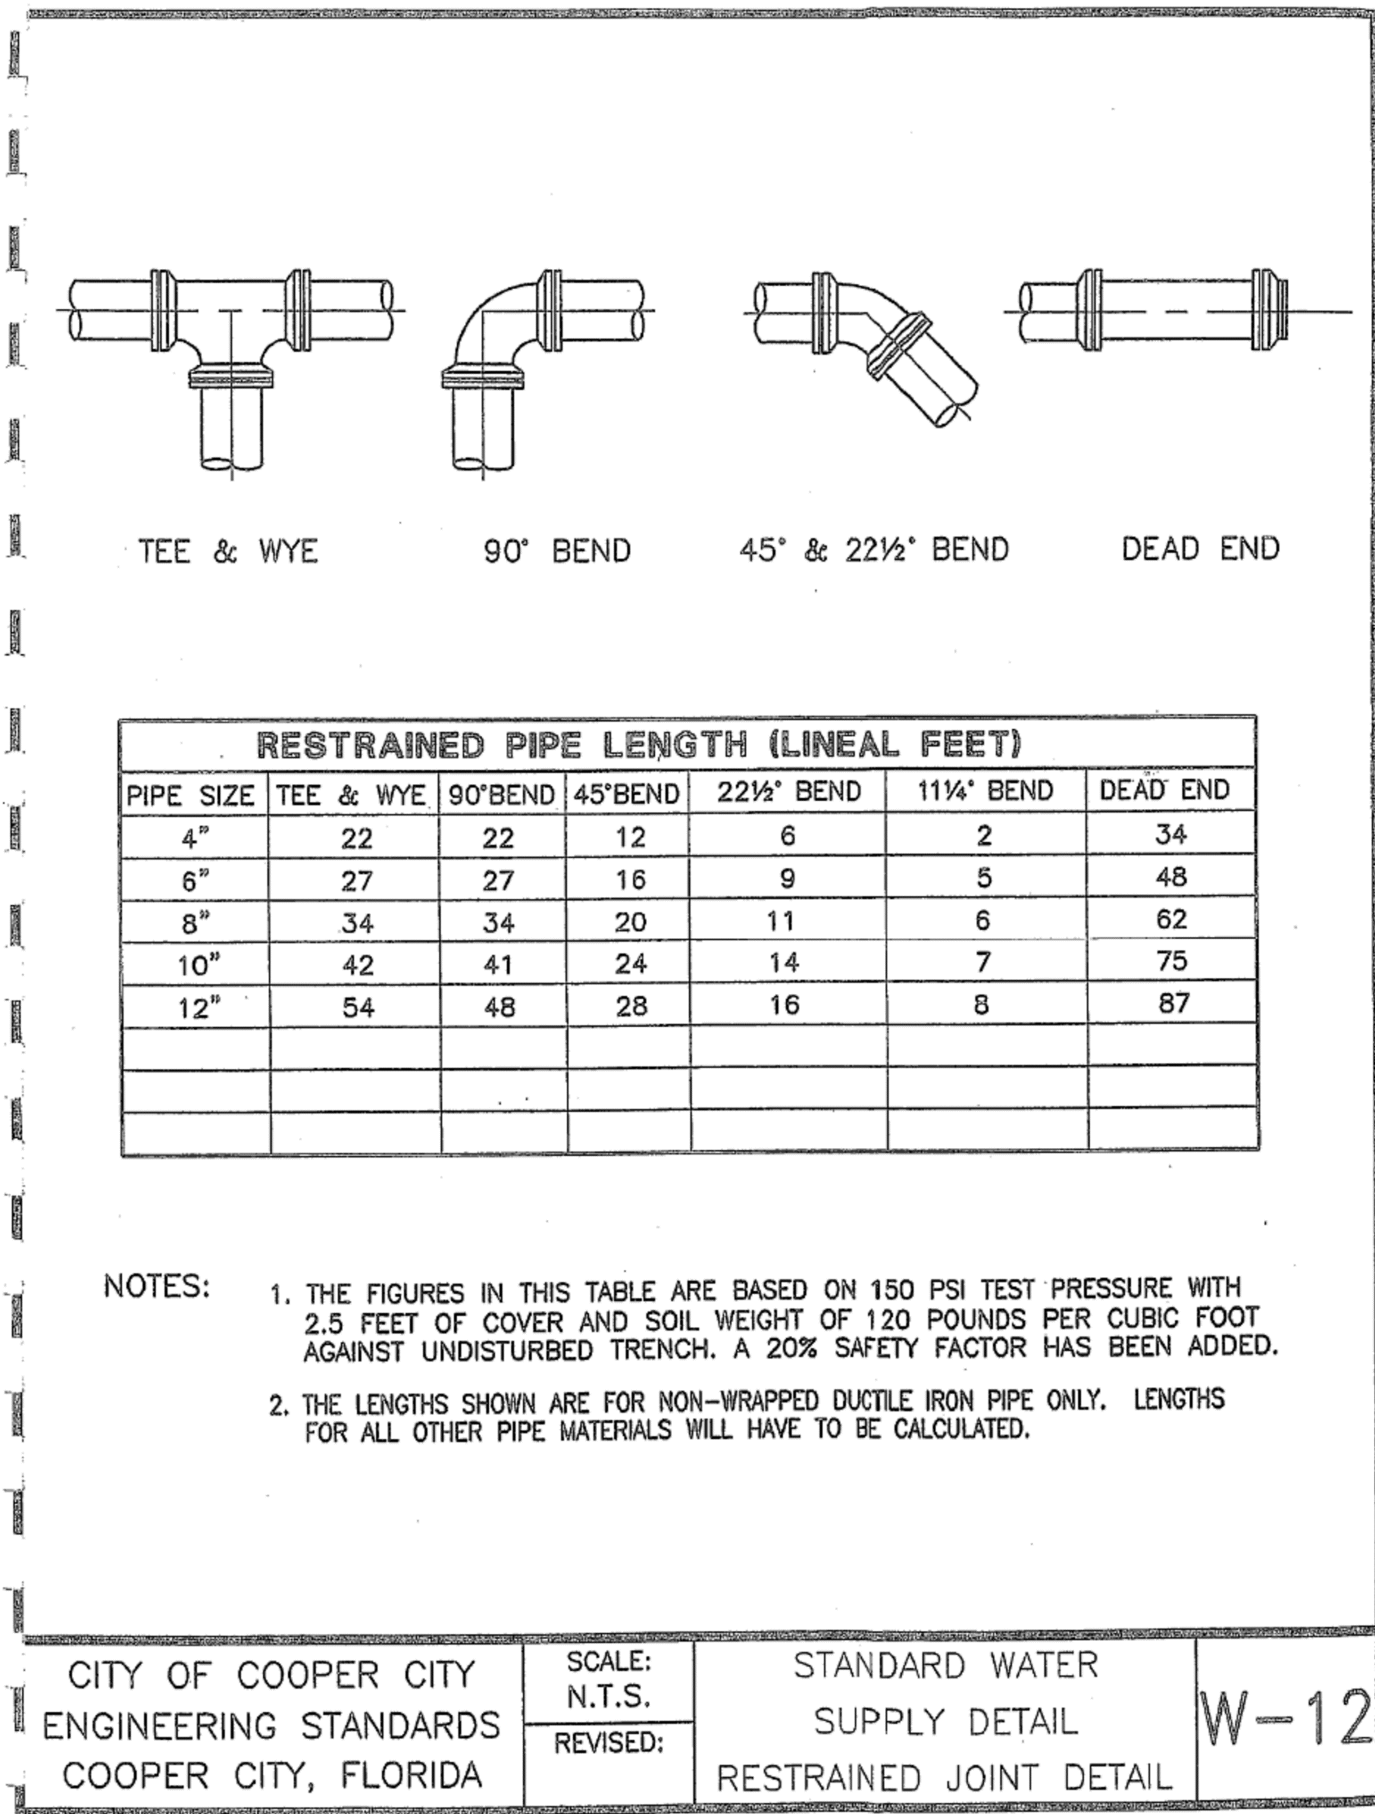 TEE & WYE 90° BEND 45° & 22½° BEND DEAD END
RESTRAINED PIPE LENGTH (LINEAL FEET)
PIPE SIZE TEE & WYE 90°BEND 45°BEND 22½° BEND 11¼° BEND DEAD END
4" 22 22 12 6 2 34
6" 27 27 16 9 5 48
8" 34 34 20 11 6 62
10" 42 41 24 14 7 75
12" 54 48 28 16 8 87
NOTES: 1. THE FIGURES IN THIS TABLE ARE BASED ON 150 PSI TEST PRESSURE WITH
2.5 FEET OF COVER AND SOIL WEIGHT OF 120 POUNDS PER CUBIC FOOT
AGAINST UNDISTURBED TRENCH. A 20% SAFETY FACTOR HAS BEEN ADDED.
2. THE LENGTHS SHOWN ARE FOR NON-WRAPPED DUCTILE IRON PIPE ONLY. LENGTHS
FOR ALL OTHER PIPE MATERIALS WILL HAVE TO BE CALCULATED.
CITY OF COOPER CITY
ENGINEERING STANDARDS
COOPER CITY, FLORIDA
SCALE:
N.T.S.
REVISED:
STANDARD WATER
SUPPLY DETAIL
RESTRAINED JOINT DETAIL
W-12